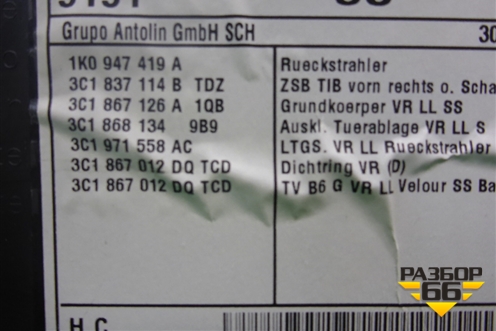 Grupo Antolin GmbH SCH 30
1K0 947 419 A Rueckstrahler
3C1 837 114 B TDZ ZSB TIB vorn rechts o. Scha
3C1 867 126 A 1QB Grundkoerper VR LL SS
3C1 868 134 9B9 Auskl. Tuerablage VR LL S
3C1 971 558 AC LTGS. VR LL Rueckstrahler
3C1 867 012 DQ TCD Dichtring VR (D)
3C1 867 012 DQ TCD TV B6 G VR LL Velour SS Ba
H.C.
РАЗБОР
66